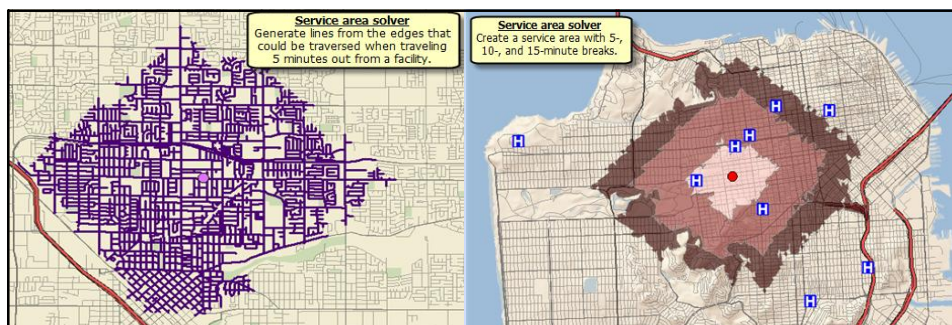 Service area solver
Generate lines from the edges that
could be traversed when traveling
5 minutes out from a facility.
Service area solver
Create a service area with 5-,
10-, and 15-minute breaks.
H
H
H
H
H
H
H
H
H